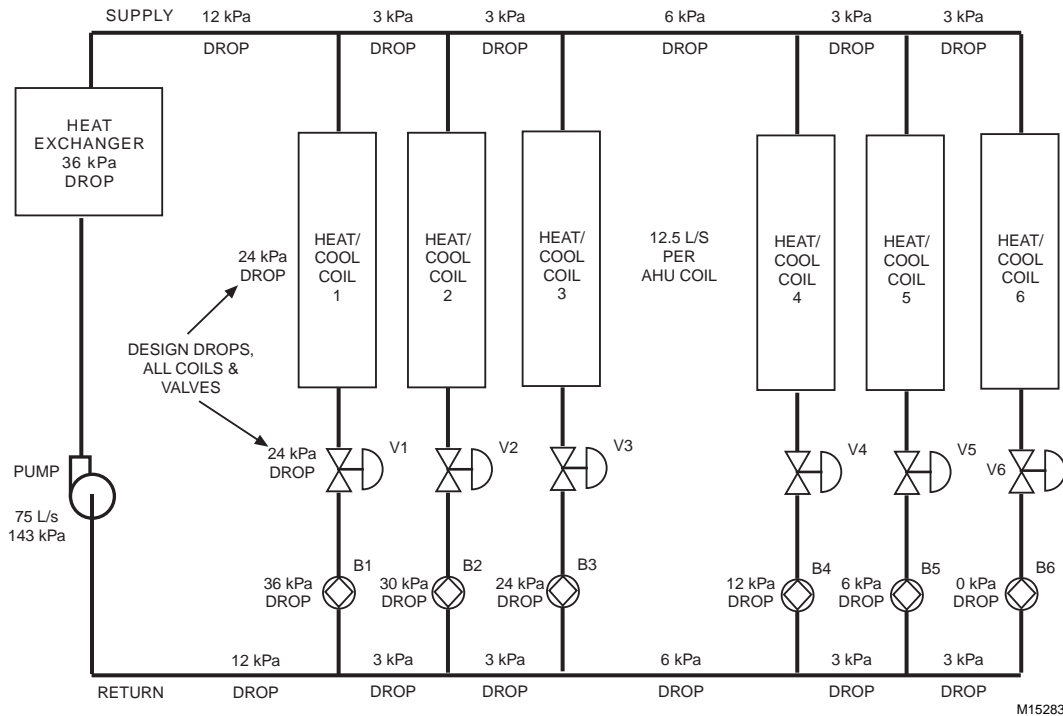 SUPPLY
12 kPa
DROP
3 kPa
DROP
3 kPa
DROP
6 kPa
DROP
3 kPa
DROP
3 kPa
DROP
HEAT
EXCHANGER
36 kPa
DROP
HEAT/
COOL
COIL
1
HEAT/
COOL
COIL
2
HEAT/
COOL
COIL
3
12.5 L/S
PER
AHU COIL
HEAT/
COOL
COIL
4
HEAT/
COOL
COIL
5
HEAT/
COOL
COIL
6
24 kPa
DROP
DESIGN DROPS,
ALL COILS &
VALVES
24 kPa
DROP
V1
V2
V3
V4
V5
V6
PUMP
75 L/s
143 kPa
36 kPa
DROP
B1
30 kPa
DROP
B2
24 kPa
DROP
B3
12 kPa
DROP
B4
6 kPa
DROP
B5
0 kPa
DROP
B6
RETURN
12 kPa
DROP
3 kPa
DROP
3 kPa
DROP
6 kPa
DROP
3 kPa
DROP
3 kPa
DROP
M15283